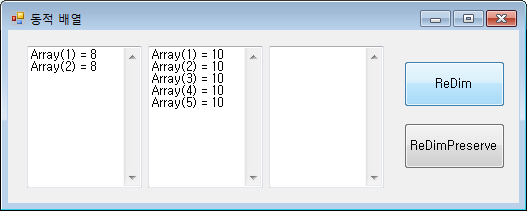 동적 배열
Array(1) = 8
Array(2) = 8
Array(1) = 10
Array(2) = 10
Array(3) = 10
Array(4) = 10
Array(5) = 10
ReDim
ReDimPreserve